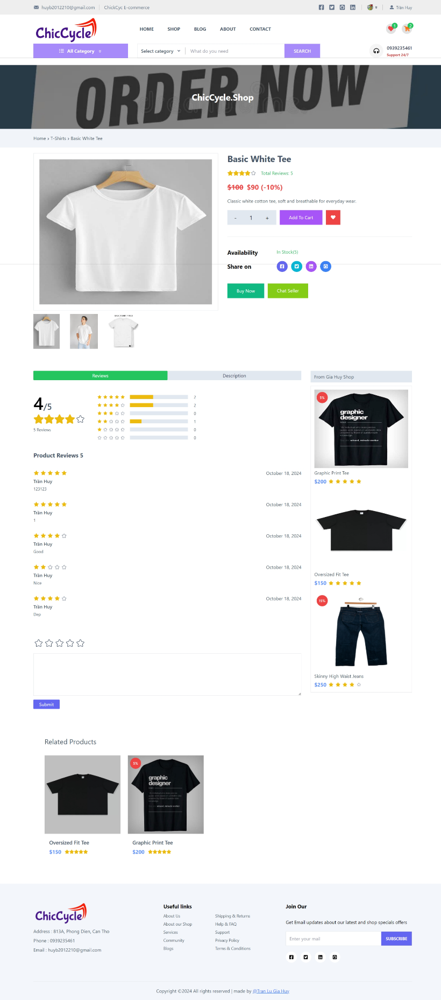 huyb2012210@gmail.com
ChickCyc E-commerce
Trần Huy
ChicCycle
HOME
SHOP
BLOG
ABOUT
CONTACT
1
2
All Category
Select category
What do you need
SEARCH
0939235461
Support 24/7
ORDER NOW
ChicCycle.Shop
Home › T-Shirts › Basic White Tee
Basic White Tee
Total Reviews: 5
$100 $90 (-10%)
Classic white cotton tee, soft and breathable for everyday wear.
- 1 +
Add To Cart
Availability
In Stock(5)
Share on
Buy Now
Chat Seller
Reviews
Description
From Gia Huy Shop
4/5
5 Reviews
2
2
0
1
0
0
Product Reviews 5
October 18, 2024
Trần Huy
123123
October 18, 2024
Trần Huy
1
October 18, 2024
Trần Huy
Good
October 18, 2024
Trần Huy
Nice
October 18, 2024
Trần Huy
Dep
Submit
5%
graphic
designer
wizard, miracle worker
Graphic Print Tee
$200
Oversized Fit Tee
$150
15%
Skinny High Waist Jeans
$250
Related Products
Oversized Fit Tee
$150
5%
graphic
designer
wizard, miracle worker
Graphic Print Tee
$200
ChicCycle
Address : 813A, Phong Dien, Can Tho
Phone : 0939235461
Email : huyb2012210@gmail.com
Useful links
About Us
About our Shop
Services
Community
Blogs
Shipping & Returns
Help & FAQ
Support
Privacy Policy
Terms & Conditions
Join Our
Get Email updates about our latest and shop specials offers
Enter your mail
SUBSCRIBE
Copyright ©2024 All rights reserved | made by @Tran Lu Gia Huy